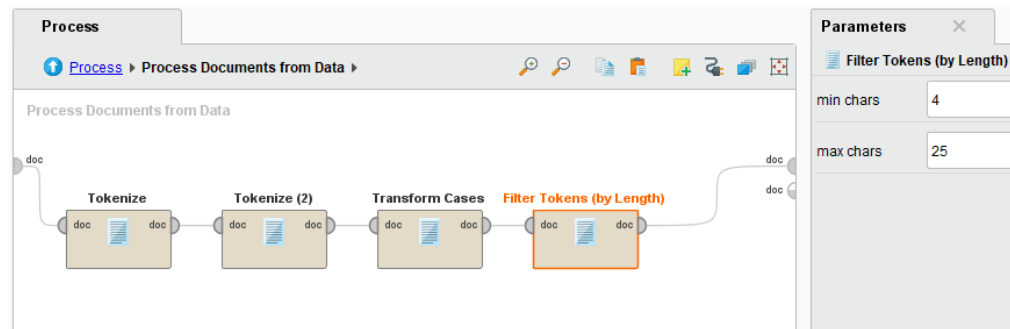 Process
Process Process Documents from Data
Process Documents from Data
doc
doc
doc
Tokenize
Tokenize (2)
Transform Cases
Filter Tokens (by Length)
doc doc
doc doc
doc doc
doc doc
Parameters
Filter Tokens (by Length)
min chars 4
max chars 25